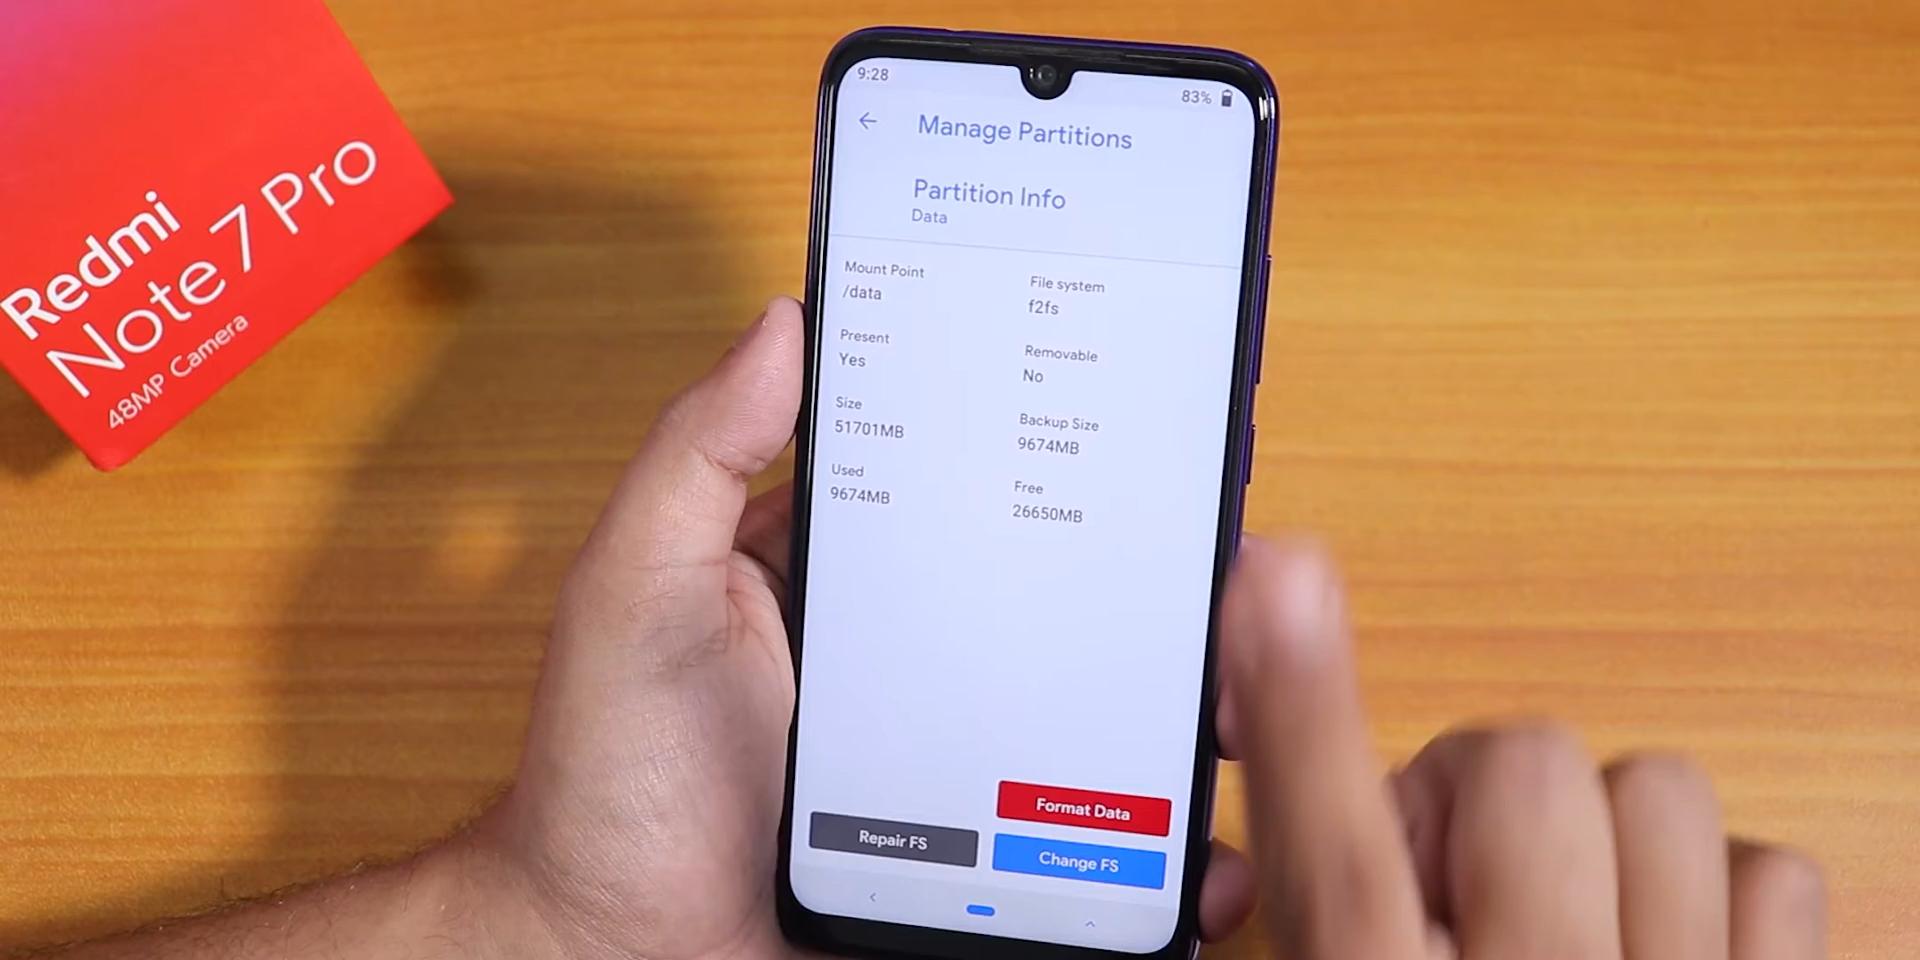 Redmi
Note 7 Pro
48MP Camera
9:28
83%
Manage Partitions
Partition Info
Data
Mount Point
/data
File system
f2fs
Present
Yes
Removable
No
Size
51701MB
Backup Size
9674MB
Used
9674MB
Free
26650MB
Format Data
Repair FS
Change FS